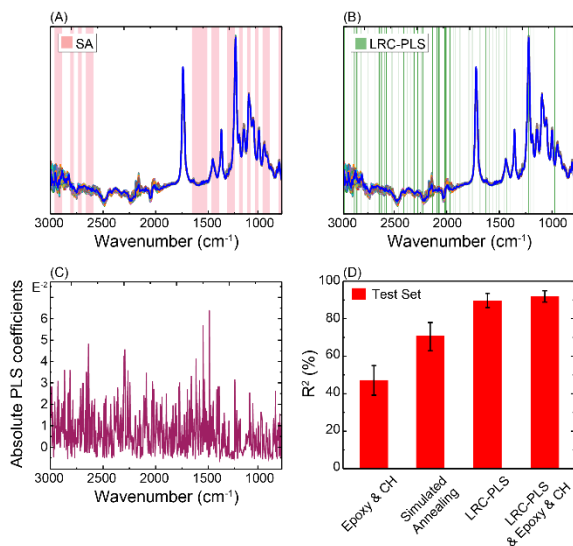 (A)
SA
3000 2500 2000 1500 1000
Wavenumber (cm⁻¹)
(B)
LRC-PLS
3000 2500 2000 1500 1000
Wavenumber (cm⁻¹)
(C)
E⁻²
Absolute PLS coefficients
6
5
4
3
2
1
0
3000 2500 2000 1500 1000
Wavenumber (cm⁻¹)
(D)
Test Set
R² (%)
100
80
60
40
20
0
Epoxy & CH
Simulated
Annealing
LRC-PLS
LRC-PLS
& Epoxy & CH